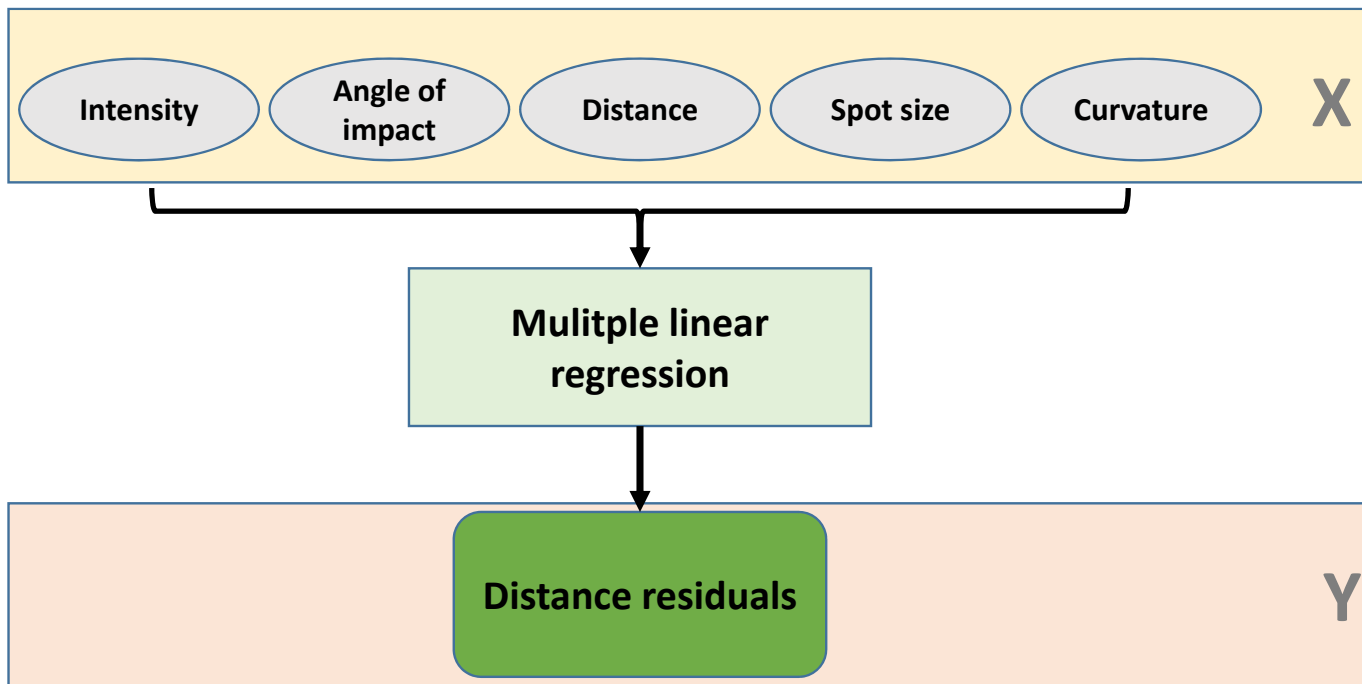 Intensity
Angle of
impact
Distance
Spot size
Curvature
X
Mulitple linear
regression
Distance residuals
Y